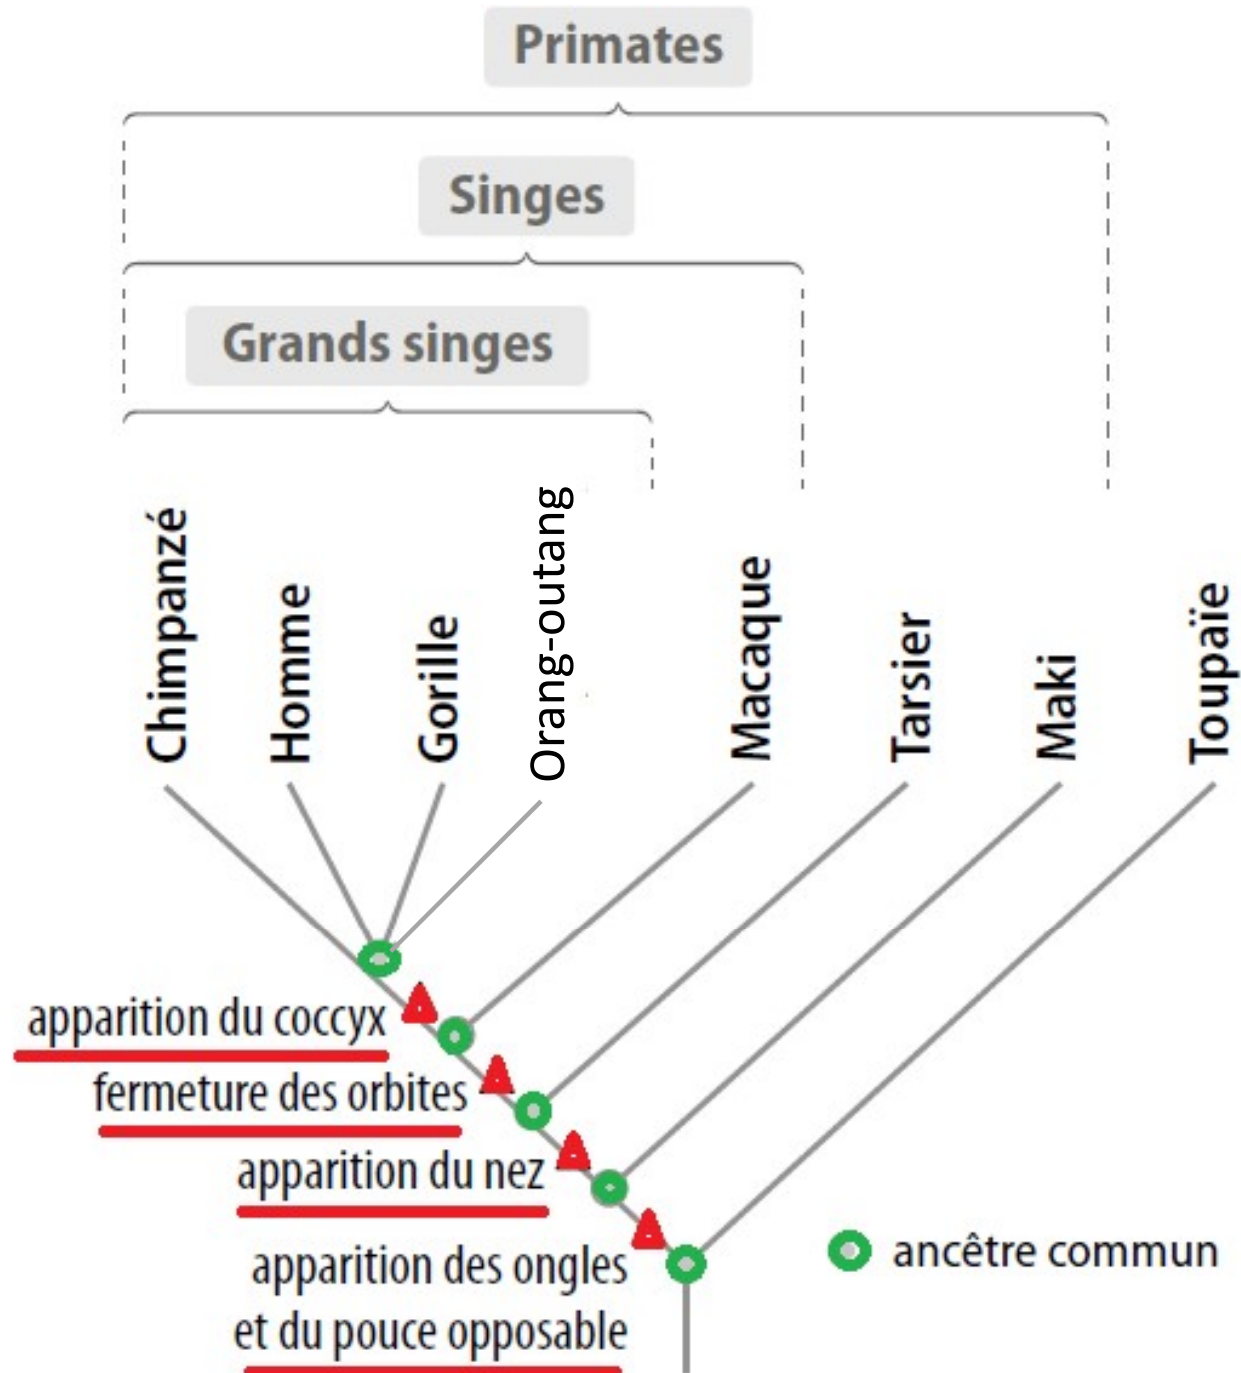 Primates
Singes
Grands singes
Chimpanzé
Homme
Gorille
Orang-outang
Macaque
Tarsier
Maki
Toupaïe
apparition du coccyx
fermeture des orbites
apparition du nez
apparition des ongles
et du pouce opposable
ancêtre commun